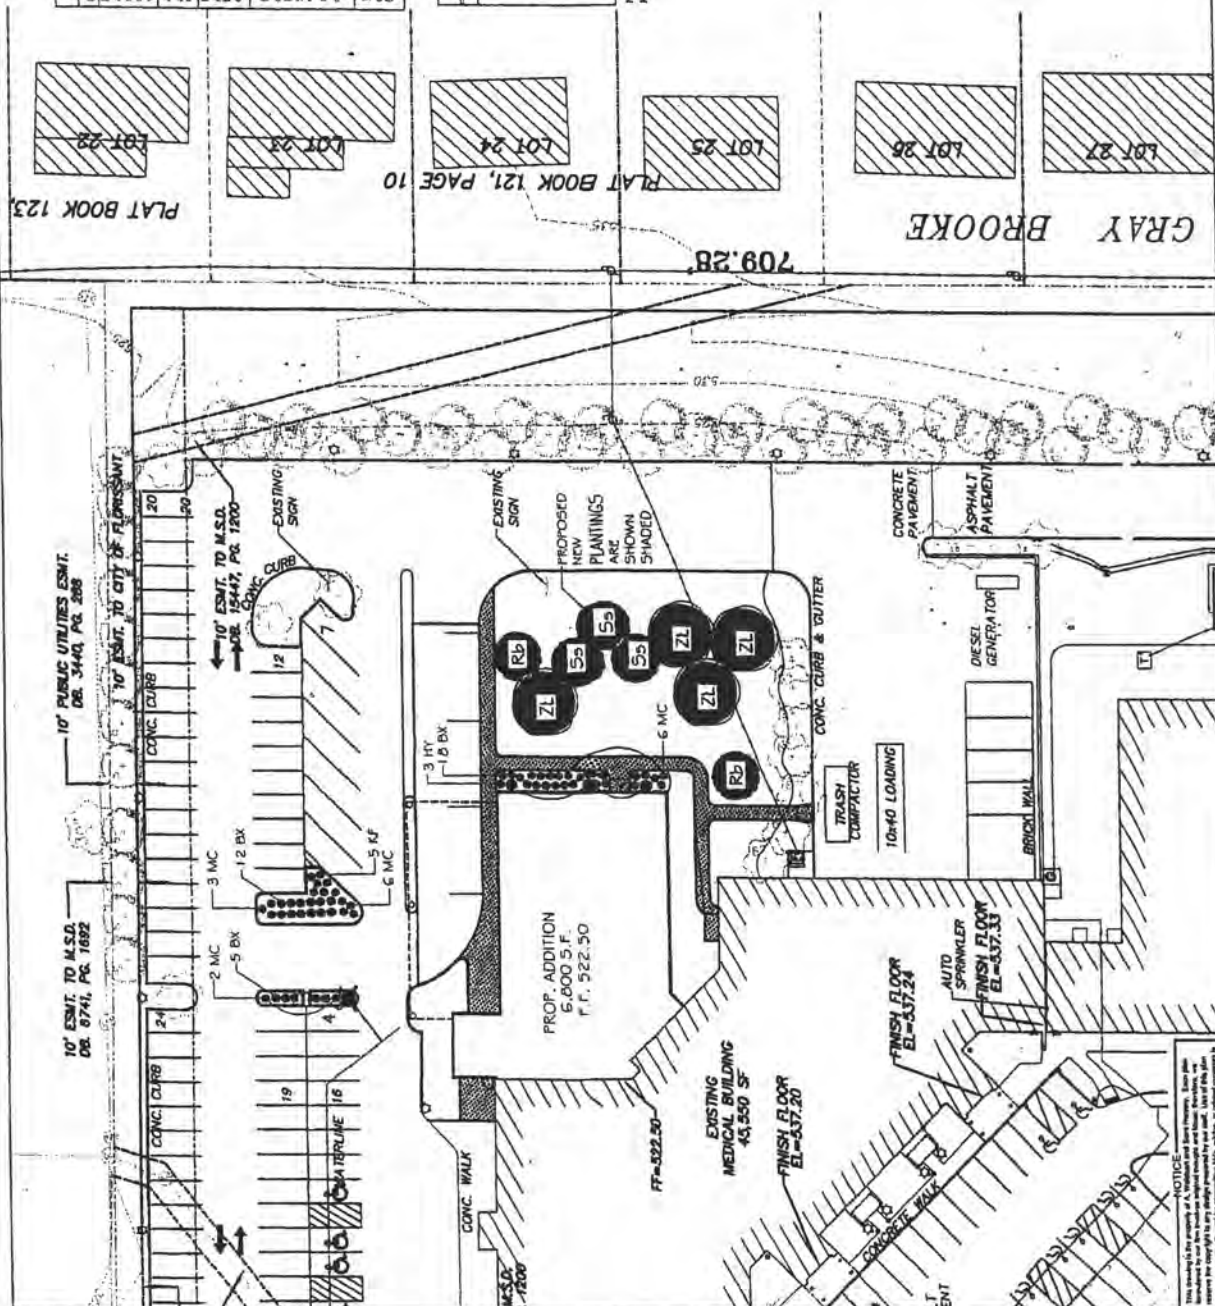 LOT 22
LOT 23
LOT 24
LOT 25
LOT 26
LOT 27
PLAT BOOK 123,
PLAT BOOK 121, PAGE 10
GRAY BROOKE
709.28
535
525
530
10' PUBLIC UTILITIES ESMT.
DB. 3440, PG. 288
10' ESMT. TO CITY OF FLORISSANT
20
20
10' ESMT. TO M.S.D.
DB. 15447, PG. 1200
EXISTING
SIGN
CONC. CURB
CONC. CURB
12
7
EXISTING
SIGN
PROPOSED
NEW
PLANTINGS
ARE
SHOWN
SHADED
CONCRETE
PAVEMENT
ASPHALT
PAVEMENT
Rb
Ss
Ss
Ss
ZL
ZL
ZL
ZL
Rb
CONC. CURB & GUTTER
DIESEL
GENERATOR
T
3 HY
18 BX
6 MC
3 MC
12 BX
5 KF
6 MC
2 MC
5 BX
TRASH
COMPACTOR
10x40 LOADING
BRICK WALL
10' ESMT. TO M.S.D.
DB. 8741, PG. 1692
24
4
CONC. CURB
19
16
WATERLINE
PROP. ADDITION
6,800 S.F.
F.F. 522.50
CONC. WALK
FF=522.50
EXISTING
MEDICAL BUILDING
45,550 SF
FINISH FLOOR
EL=537.20
FINISH FLOOR
EL=537.24
AUTO
SPRINKLER
FINISH FLOOR
EL=537.33
CONCRETE WALK
M.S.D.
1200
NOTICE